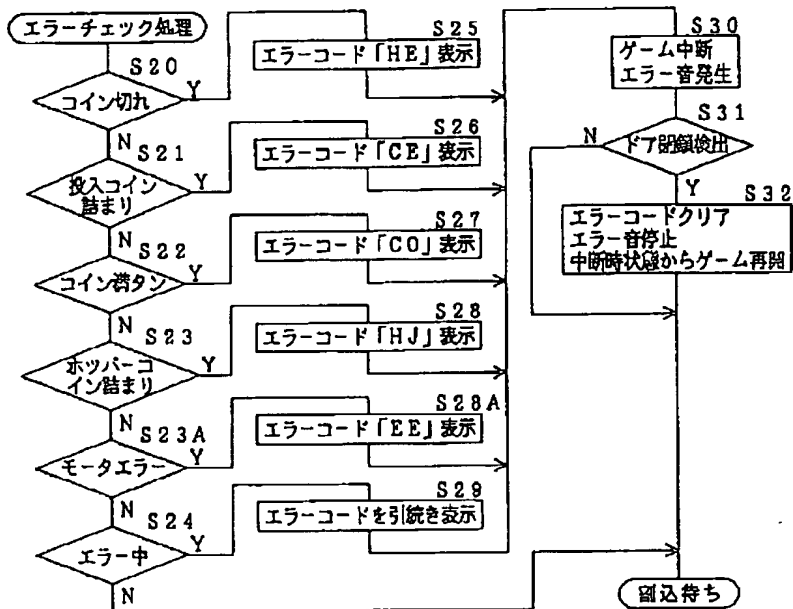 エラーチェック処理
S20
コイン切れ
Y
N
S25
エラーコード「HE」表示
S21
投入コイン
詰まり
Y
N
S26
エラーコード「CE」表示
S22
コイン満タン
Y
N
S27
エラーコード「CO」表示
S23
ホッパーコ
イン詰まり
Y
N
S28
エラーコード「HJ」表示
S23A
モータエラー
Y
N
S28A
エラーコード「EE」表示
S24
エラー中
Y
N
S29
エラーコードを引続き表示
S30
ゲーム中断
エラー音発生
S31
ドア閉鎖検出
N
Y
S32
エラーコードクリア
エラー音停止
中断時状態からゲーム再開
割込待ち